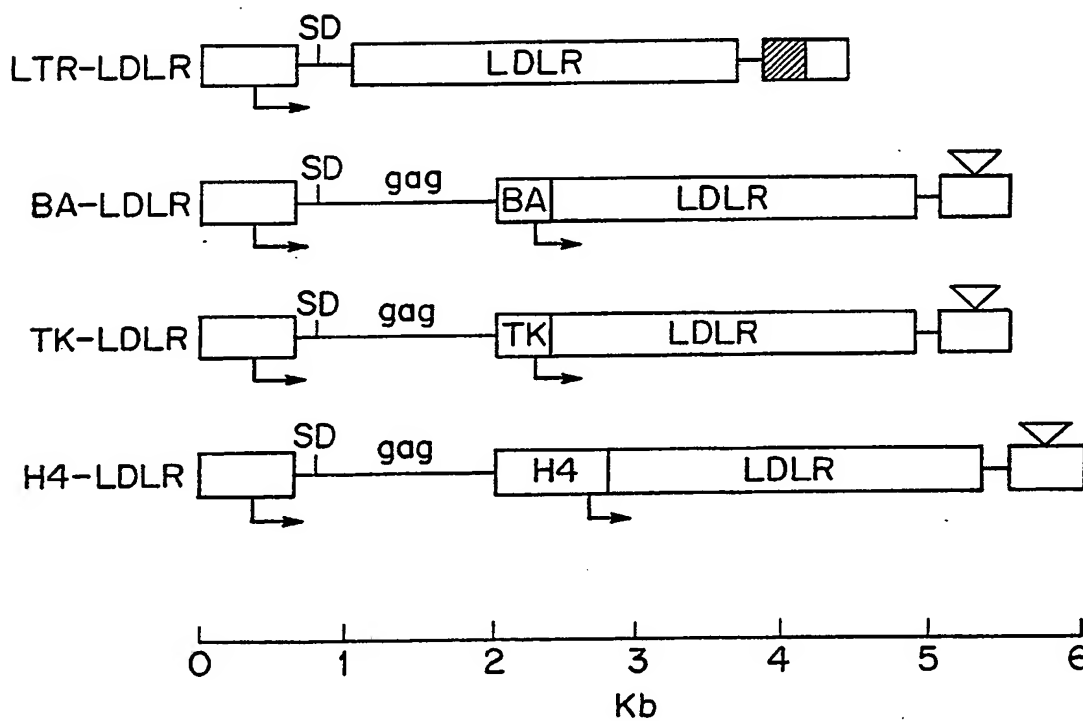 SD
LTR-LDLR LDLR
SD gag
BA-LDLR BA LDLR
SD gag
TK-LDLR TK LDLR
SD gag
H4-LDLR H4 LDLR
0 1 2 3 4 5 6
Kb